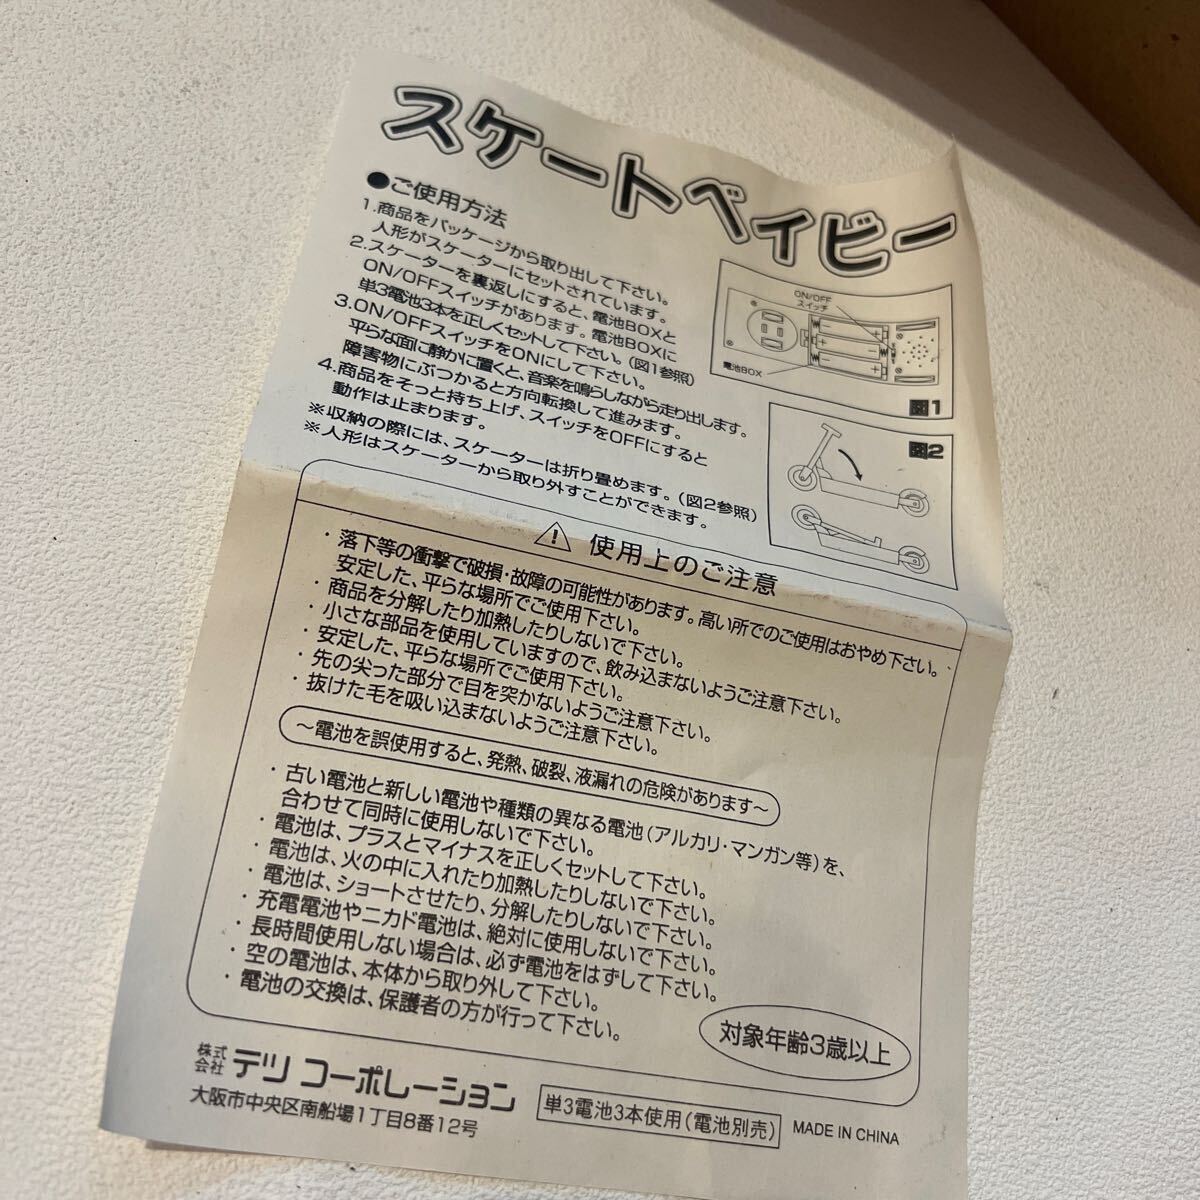 スケートベイビー
●ご使用方法
1.商品をパッケージから取り出して下さい。
人形がスケーターにセットされています。
2.スケーターを裏返しにすると、電池BOXと
ON/OFFスイッチがあります。電池BOXに
単3電池3本を正しくセットして下さい。(図1参照)
3.ON/OFFスイッチをONにして下さい。
平らな面に静かに置くと、音楽を鳴らしながら走り出します。
障害物にぶつかると方向転換して進みます。
4.商品をそっと持ち上げ、スイッチをOFFにすると
動作は止まります。
※収納の際には、スケーターは折り畳めます。(図2参照)
※人形はスケーターから取り外すことができます。
ON/OFF
スイッチ
電池BOX
図1
図2
使用上のご注意
・落下等の衝撃で破損・故障の可能性があります。高い所でのご使用はおやめ下さい。
安定した、平らな場所でご使用下さい。
・商品を分解したり加熱したりしないで下さい。
・小さな部品を使用していますので、飲み込まないようご注意下さい。
・安定した、平らな場所でご使用下さい。
・先の尖った部分で目を突かないようご注意下さい。
・抜けた毛を吸い込まないようご注意下さい。
～電池を誤使用すると、発熱、破裂、液漏れの危険があります～
・古い電池と新しい電池や種類の異なる電池(アルカリ・マンガン等)を、
合わせて同時に使用しないで下さい。
・電池は、プラスとマイナスを正しくセットして下さい。
・電池は、火の中に入れたり加熱したりしないで下さい。
・電池は、ショートさせたり、分解したりしないで下さい。
・充電電池やニカド電池は、絶対に使用しないで下さい。
・長時間使用しない場合は、必ず電池をはずして下さい。
・空の電池は、本体から取り外して下さい。
・電池の交換は、保護者の方が行って下さい。
対象年齢3歳以上
株式会社 テツ コーポレーション
大阪市中央区南船場1丁目8番12号
単3電池3本使用(電池別売)
MADE IN CHINA